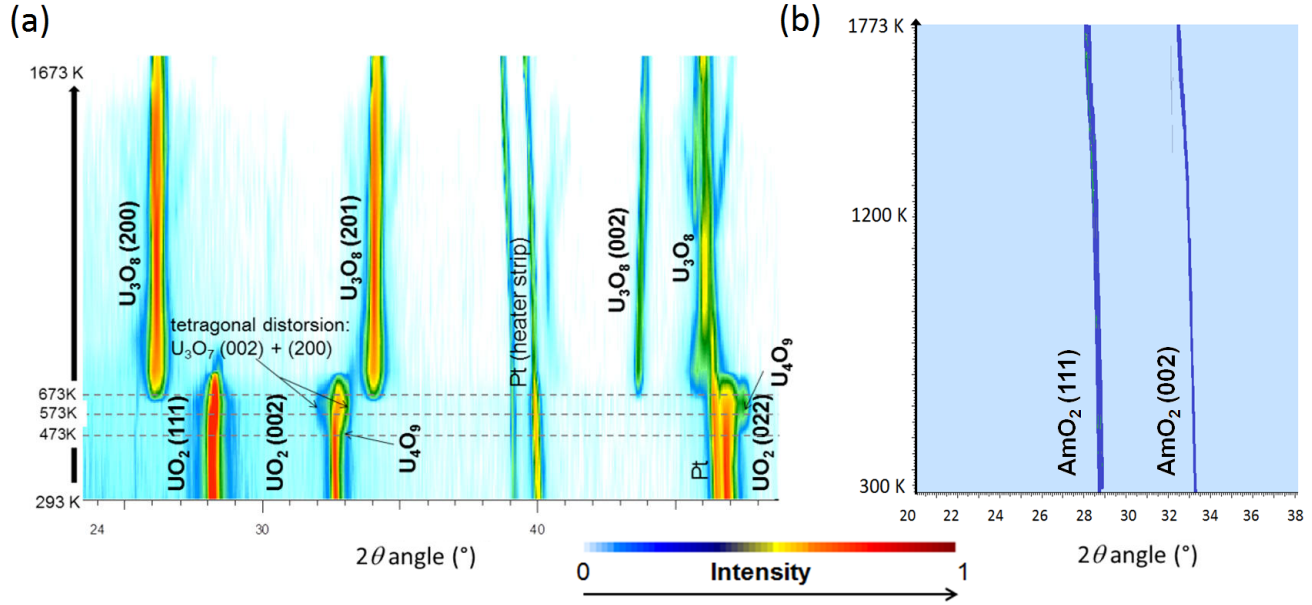 (a)
1673 K
U3O8 (200)
U3O8 (201)
Pt (heater strip)
U3O8 (002)
U3O8
tetragonal distortion:
U3O7 (002) + (200)
U4O9
673K
573K
473K
293 K
UO2 (111)
UO2 (002)
U4O9
Pt
UO2 (022)
24 30 40
2θ angle (°)
(b)
1773 K
1200 K
300 K
AmO2 (111)
AmO2 (002)
20 22 24 26 28 30 32 34 36 38
2θ angle (°)
0 Intensity 1